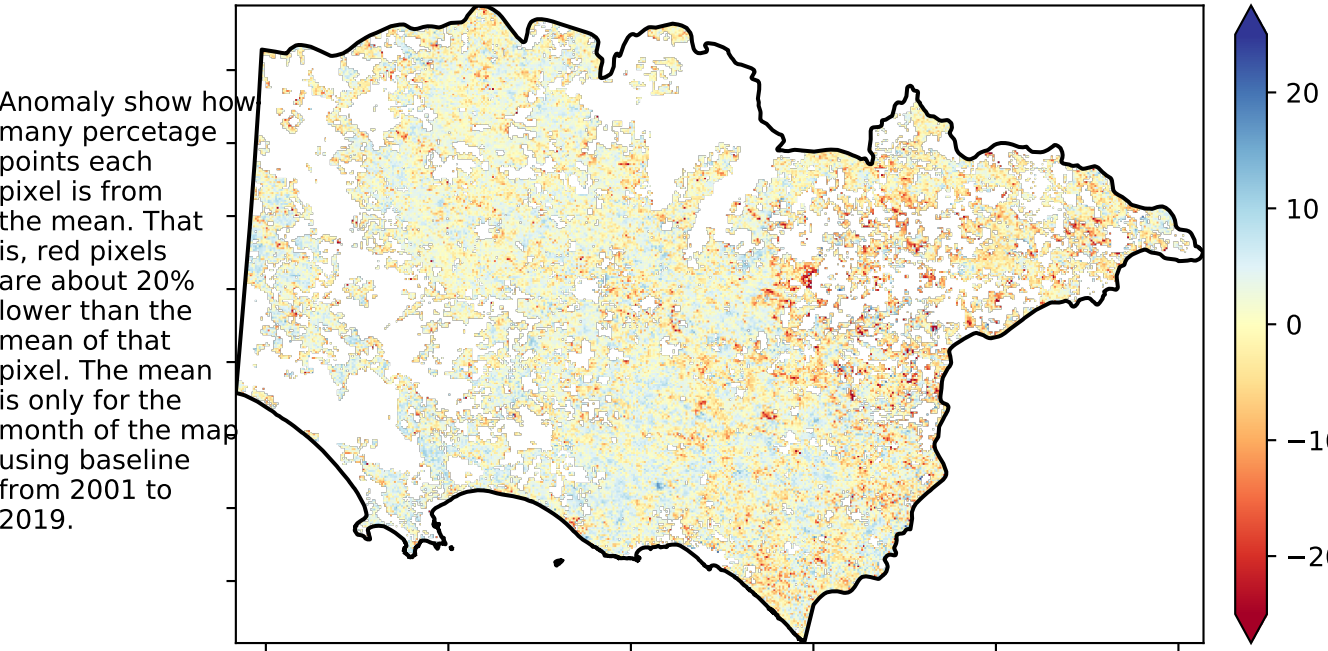 Anomaly show how
many percetage
points each
pixel is from
the mean. That
is, red pixels
are about 20%
lower than the
mean of that
pixel. The mean
is only for the
month of the map
using baseline
from 2001 to
2019.
20
10
0
−10
−20